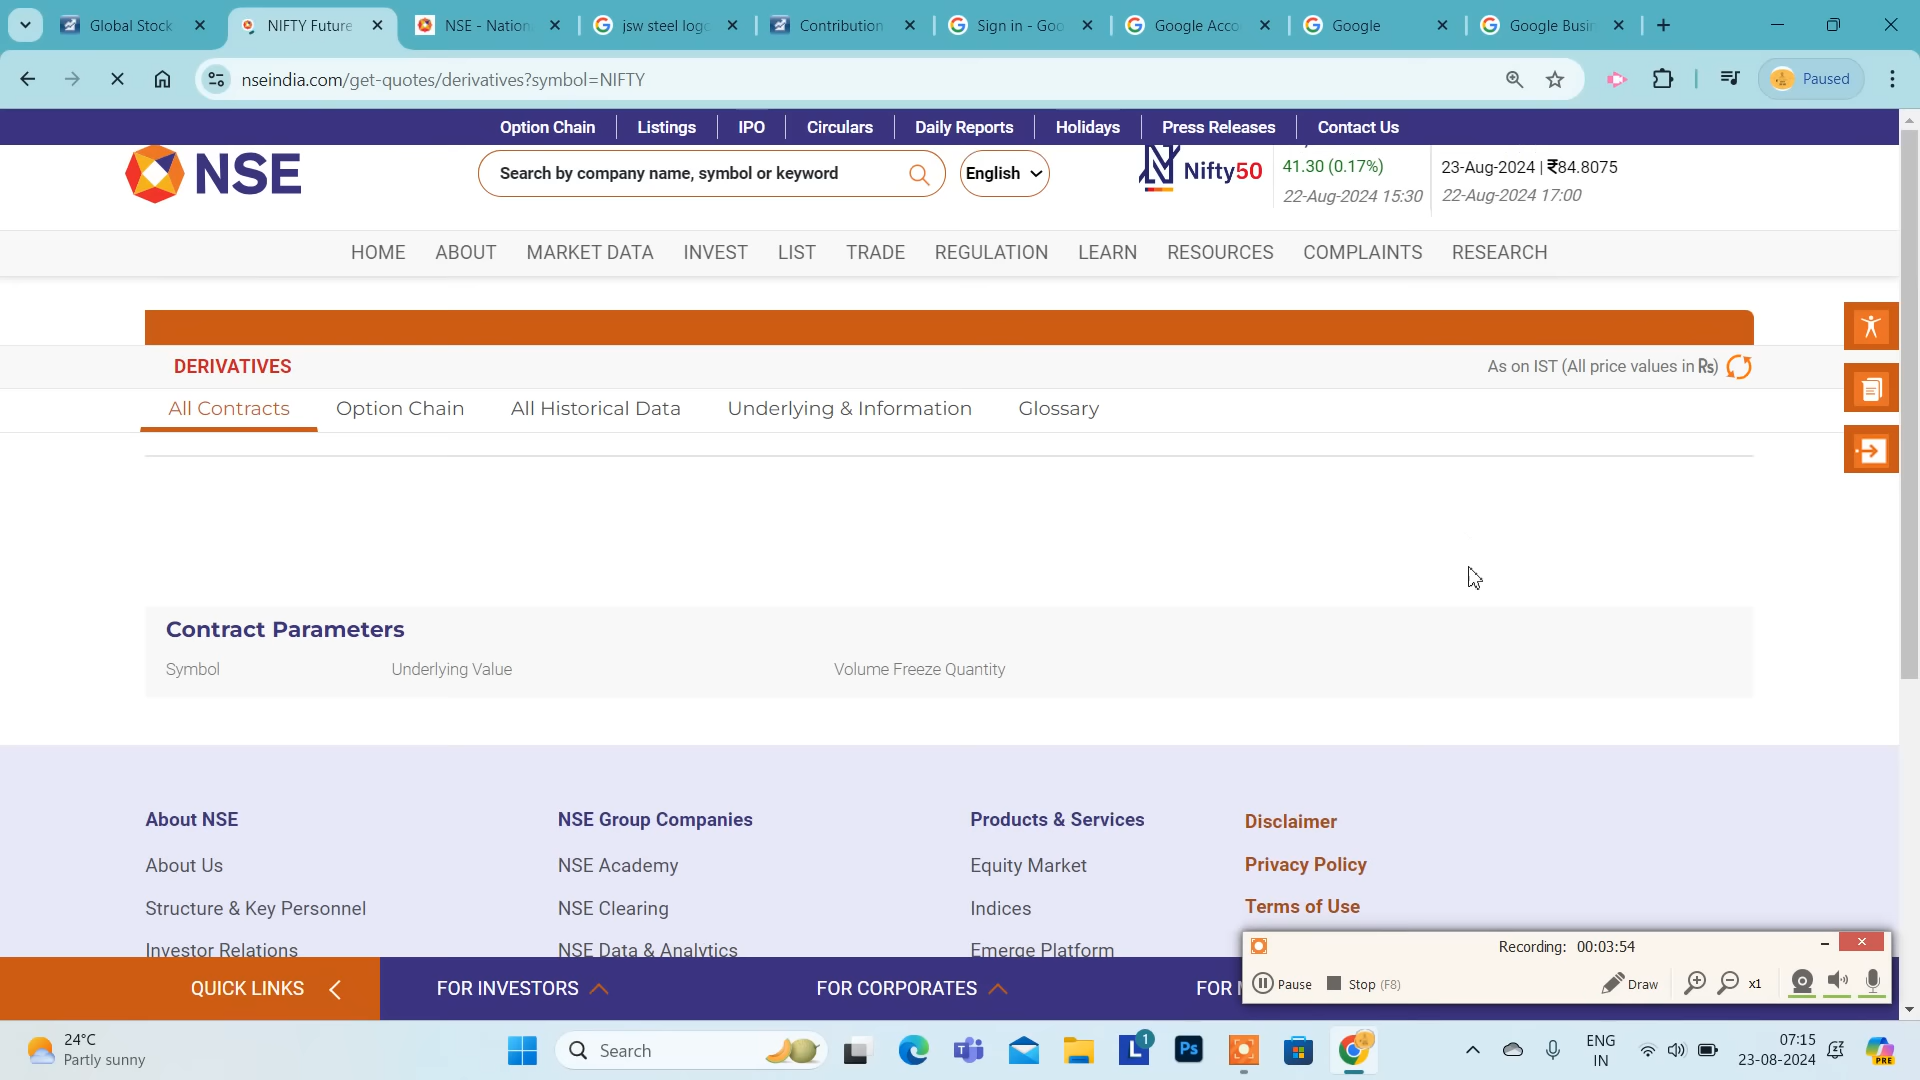 Global Stock
NIFTY Future
NSE - Nation
jsw steel logo
Contribution
Sign in - Goo
Google Acco
Google
Google Busin
nseindia.com/get-quotes/derivatives?symbol=NIFTY
Paused
Option Chain
Listings
IPO
Circulars
Daily Reports
Holidays
Press Releases
Contact Us
NSE
Search by company name, symbol or keyword
English
Nifty50
41.30 (0.17%)
22-Aug-2024 15:30
23-Aug-2024 | ₹84.8075
22-Aug-2024 17:00
HOME
ABOUT
MARKET DATA
INVEST
LIST
TRADE
REGULATION
LEARN
RESOURCES
COMPLAINTS
RESEARCH
DERIVATIVES
As on IST (All price values in ₨)
All Contracts
Option Chain
All Historical Data
Underlying & Information
Glossary
Contract Parameters
Symbol
Underlying Value
Volume Freeze Quantity
About NSE
NSE Group Companies
Products & Services
Disclaimer
About Us
NSE Academy
Equity Market
Privacy Policy
Structure & Key Personnel
NSE Clearing
Indices
Terms of Use
Investor Relations
NSE Data & Analytics
Emerge Platform
QUICK LINKS
FOR INVESTORS
FOR CORPORATES
FOR
Recording: 00:03:54
Pause
Stop (F8)
Draw
x1
24°C
Partly sunny
Search
L
1
Ps
ENG
IN
07:15
23-08-2024
PRE